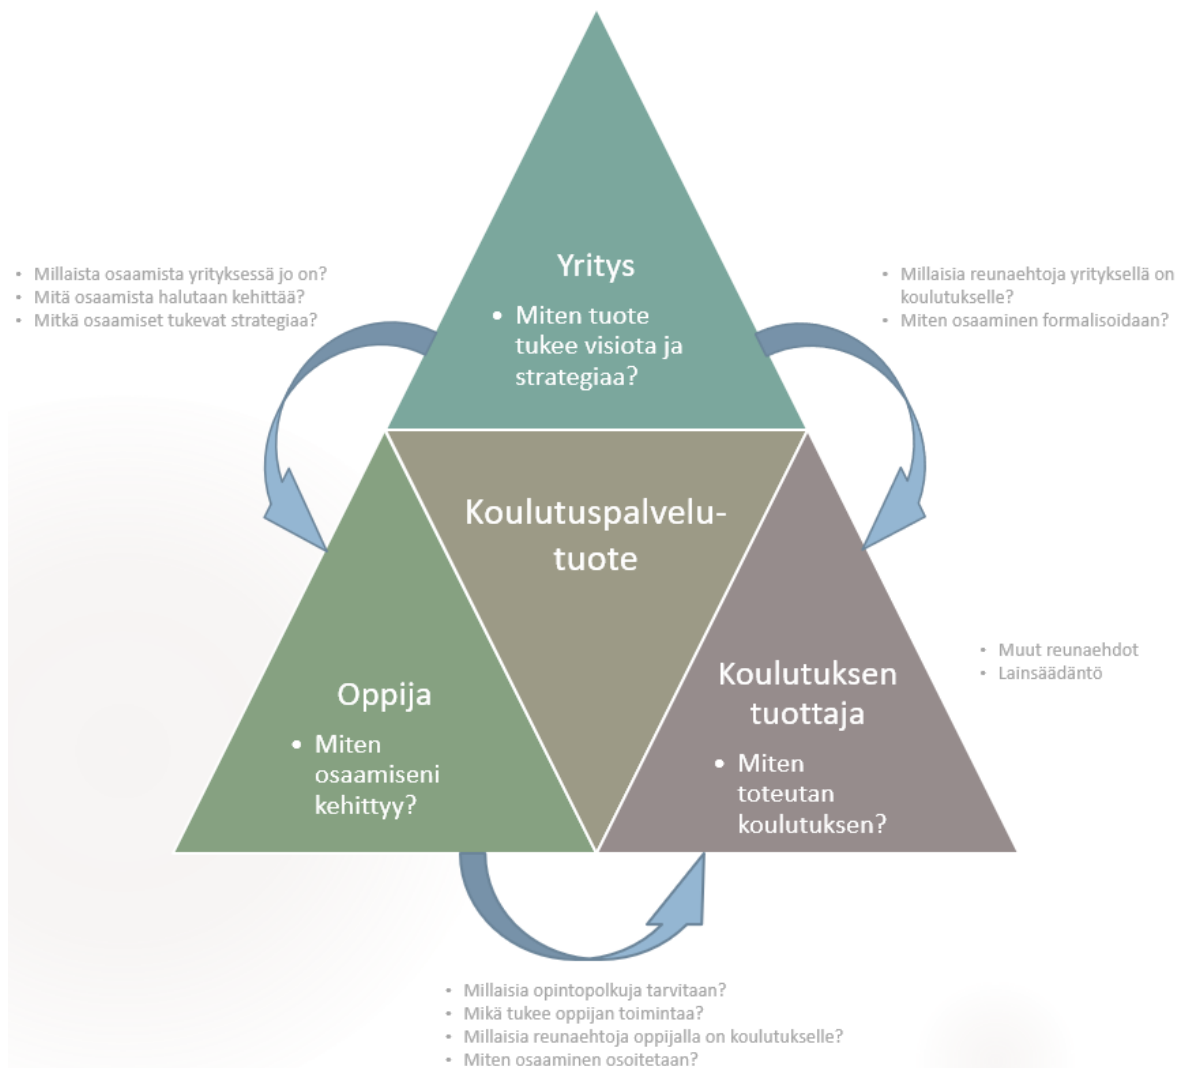 Yritys
• Miten tuote
tukee visiota ja
strategiaa?
• Millaista osaamista yrityksessä jo on?
• Mitä osaamista halutaan kehittää?
• Mitkä osaamiset tukevat strategiaa?
• Millaisia reunaehtoja yrityksellä on
koulutukselle?
• Miten osaaminen formalisoidaan?
Koulutuspalvelu-
tuote
Oppija
• Miten
osaamiseni
kehittyy?
Koulutuksen
tuottaja
• Miten
toteutan
koulutuksen?
• Muut reunaehdot
• Lainsäädäntö
• Millaisia opintopolkuja tarvitaan?
• Mikä tukee oppijan toimintaa?
• Millaisia reunaehtoja oppijalla on koulutukselle?
• Miten osaaminen osoitetaan?